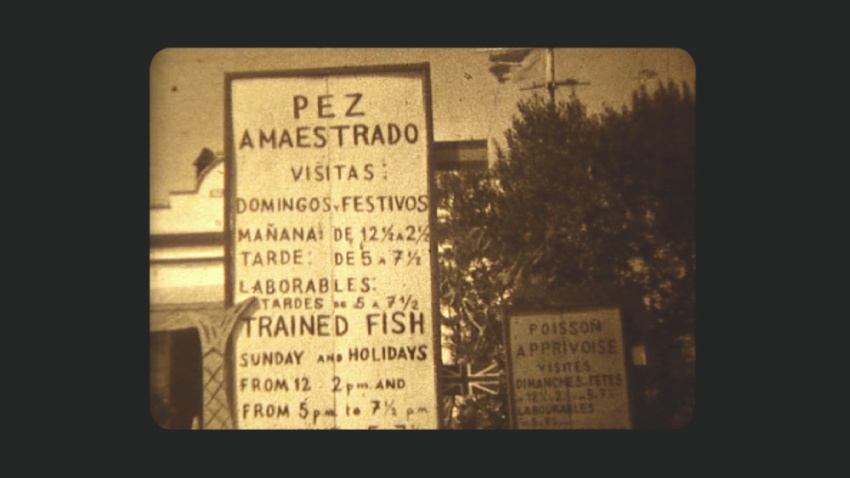 PEZ
AMAESTRADO
VISITAS:
DOMINGOS Y FESTIVOS
MAÑANA: DE 12½ A 2½
TARDE: DE 5 A 7½
LABORABLES:
TARDES DE 5 A 7½
TRAINED FISH
SUNDAY AND HOLIDAYS
FROM 12 2 pm AND
FROM 5 pm to 7½ pm
POISSON
APPRIVOISE
VISITES
DIMANCHES FETES
LABOURABLES